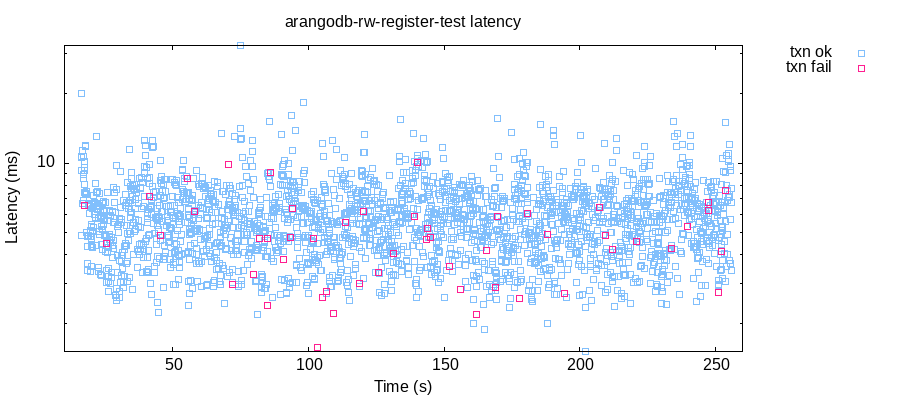 arangodb-rw-register-test latency
txn ok
txn fail
10
Latency (ms)
50 100 150 200 250
Time (s)